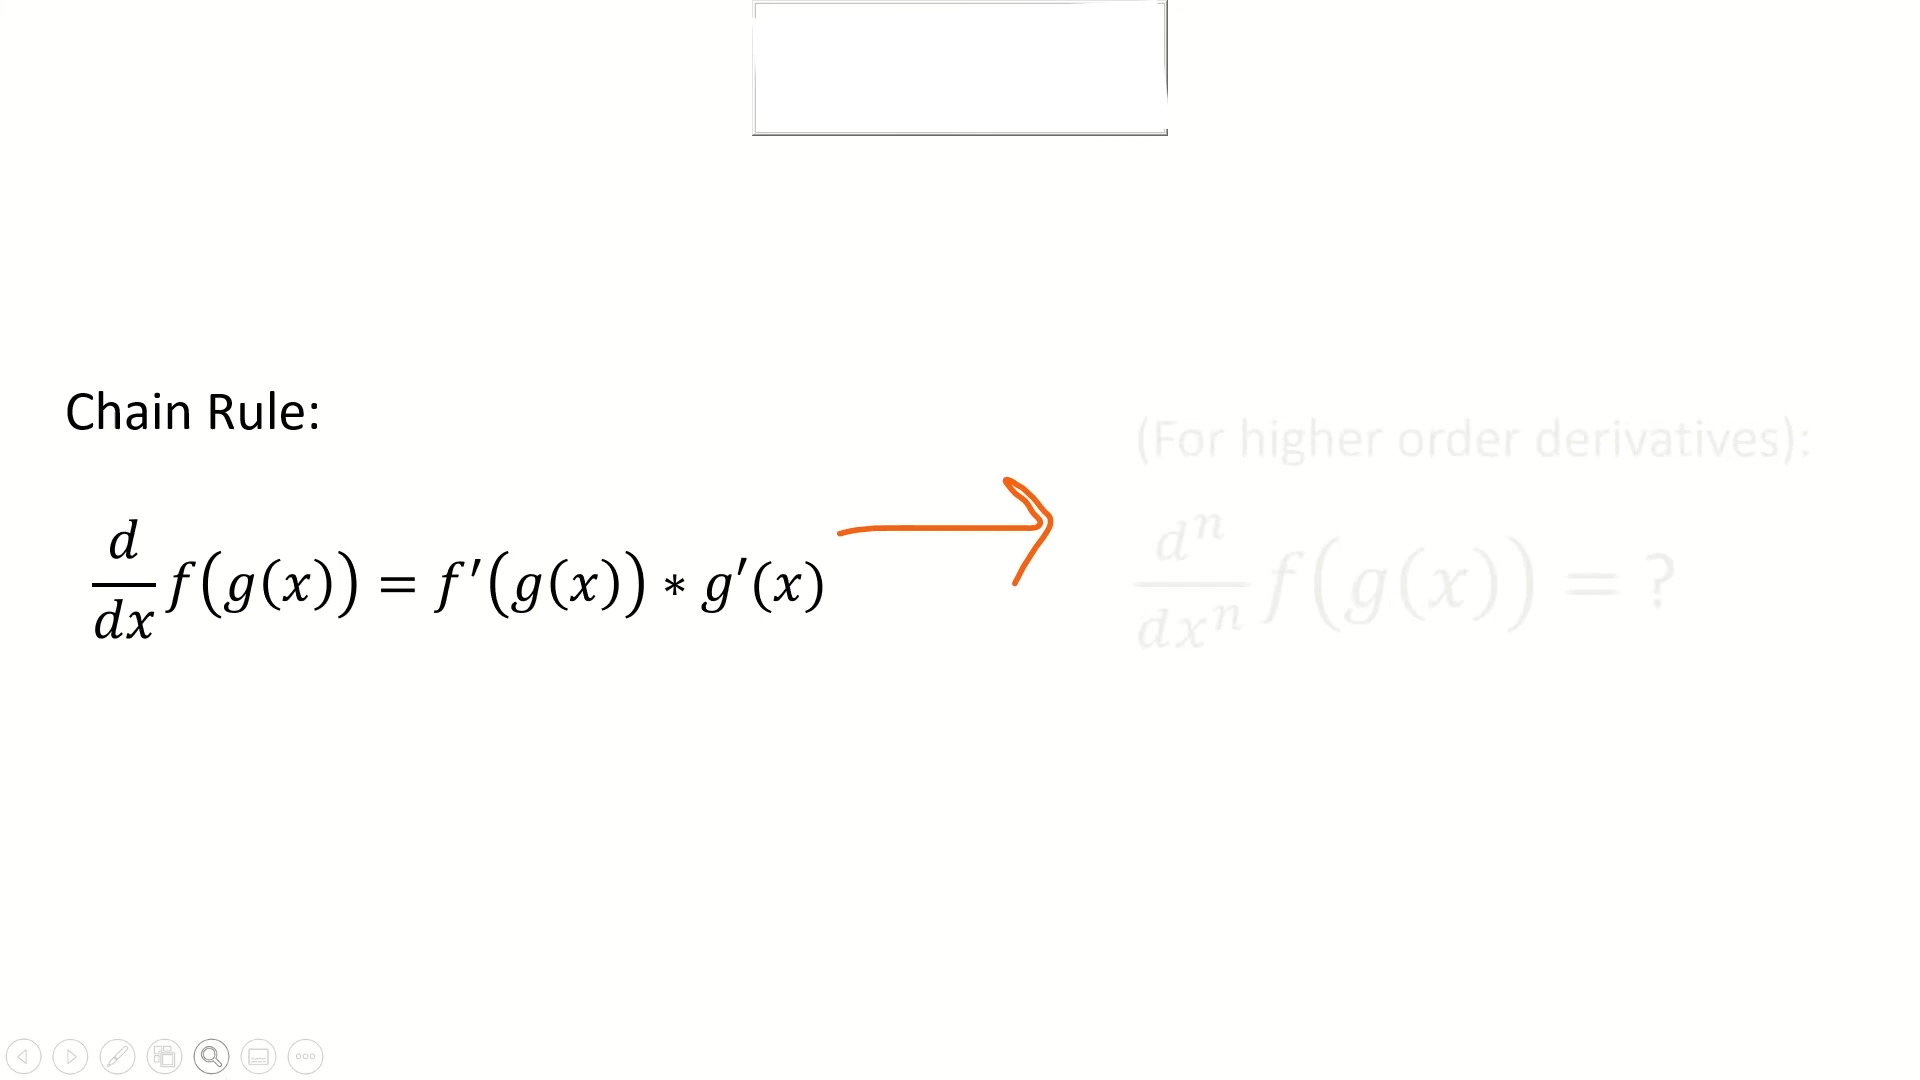 Chain Rule:
d/dx f(g(x)) = f′(g(x)) ∗ g′(x)
(For higher order derivatives):
dⁿ/dxⁿ f(g(x)) = ?